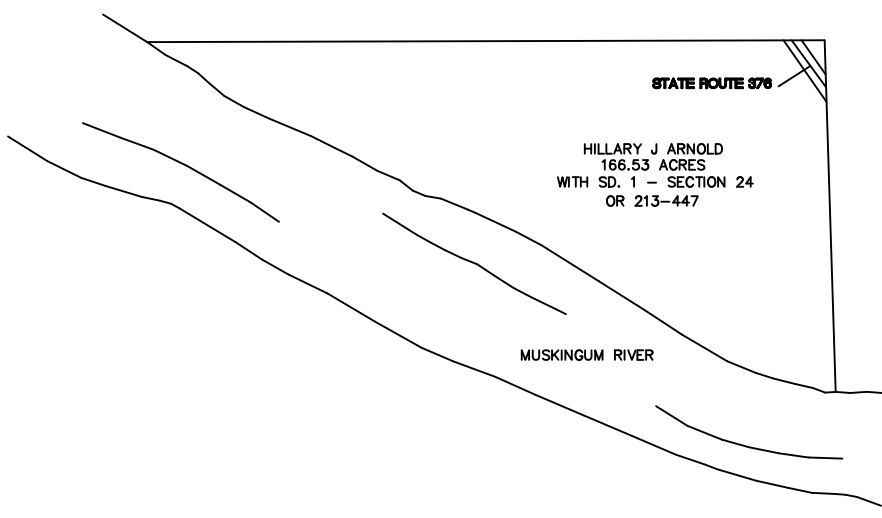 STATE ROUTE 376
HILLARY J ARNOLD
166.53 ACRES
WITH SD. 1 – SECTION 24
OR 213–447
MUSKINGUM RIVER